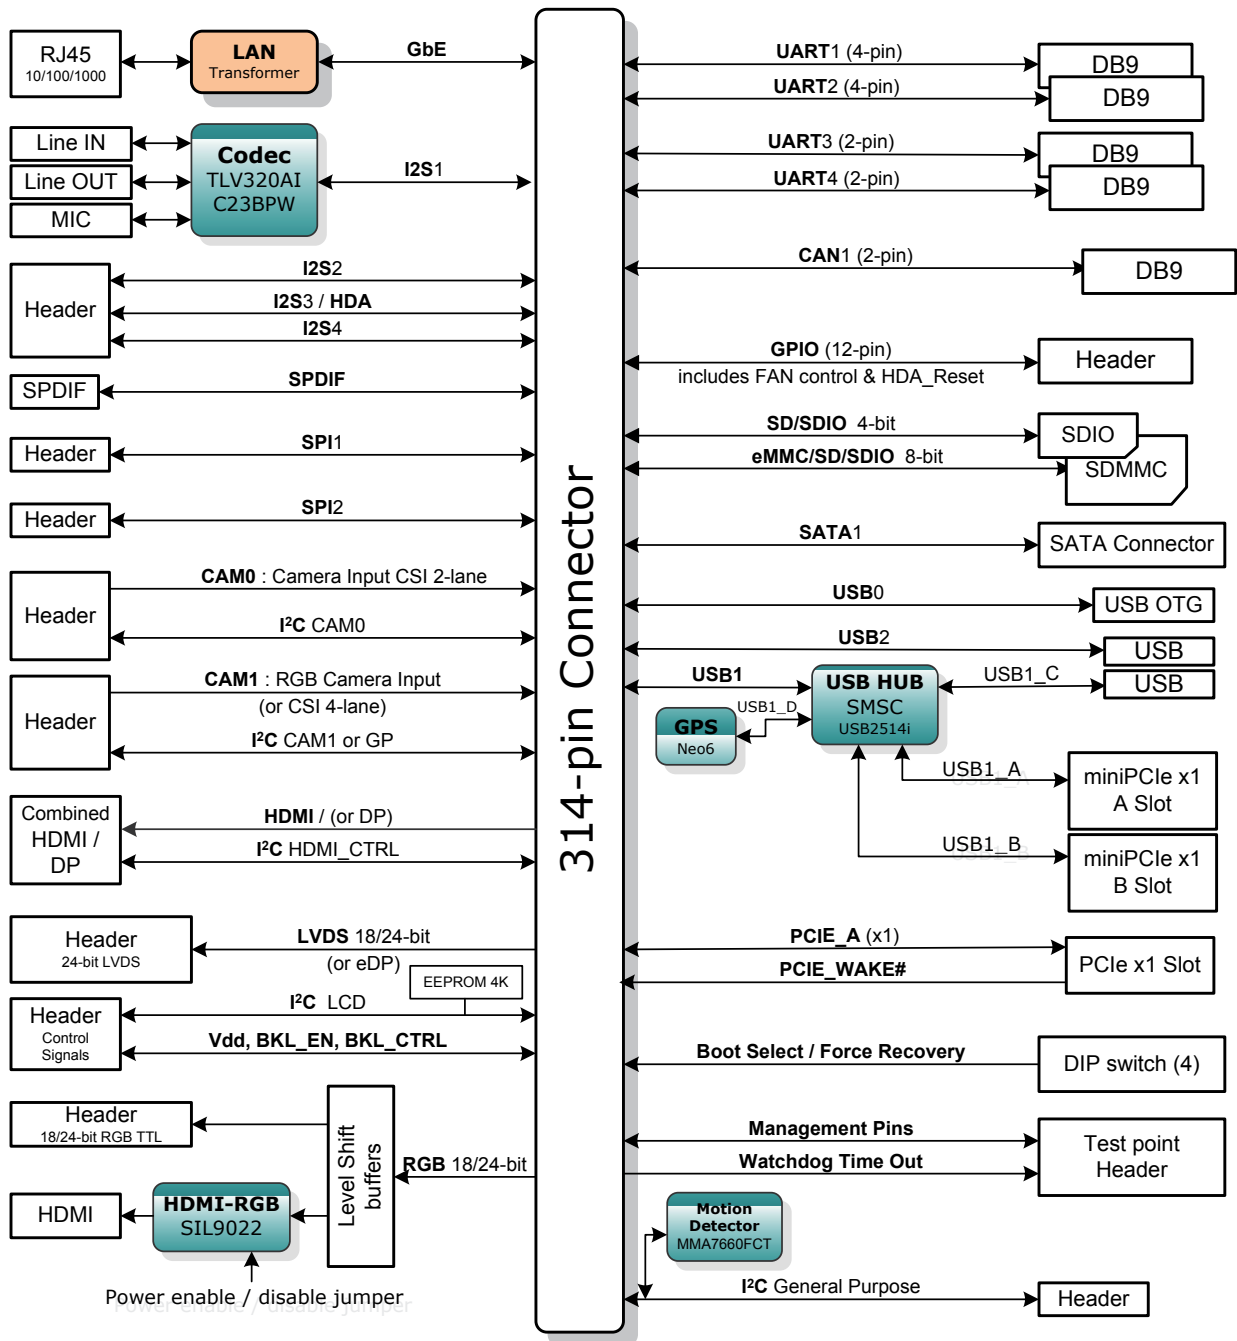 RJ45
10/100/1000
LAN
Transformer
GbE
Line IN
Line OUT
MIC
Codec
TLV320AI
C23BPW
I2S1
Header
I2S2
I2S3 / HDA
I2S4
SPDIF
SPDIF
Header
SPI1
Header
SPI2
Header
CAM0 : Camera Input CSI 2-lane
I²C CAM0
Header
CAM1 : RGB Camera Input
(or CSI 4-lane)
I²C CAM1 or GP
Combined
HDMI /
DP
HDMI / (or DP)
I²C HDMI_CTRL
Header
24-bit LVDS
LVDS 18/24-bit
(or eDP)
EEPROM 4K
Header
Control
Signals
I²C LCD
Vdd, BKL_EN, BKL_CTRL
Header
18/24-bit RGB TTL
Level Shift
buffers
RGB 18/24-bit
HDMI
HDMI-RGB
SIL9022
Power enable / disable jumper
314-pin Connector
UART1 (4-pin)
DB9
UART2 (4-pin)
DB9
UART3 (2-pin)
DB9
UART4 (2-pin)
DB9
CAN1 (2-pin)
DB9
GPIO (12-pin)
includes FAN control & HDA_Reset
Header
SD/SDIO 4-bit
SDIO
eMMC/SD/SDIO 8-bit
SDMMC
SATA1
SATA Connector
USB0
USB OTG
USB2
USB
USB1
USB HUB
SMSC
USB2514i
USB1_C
USB
GPS
Neo6
USB1_D
USB1_A
miniPCIe x1
A Slot
USB1_B
miniPCIe x1
B Slot
PCIE_A (x1)
PCIE_WAKE#
PCIe x1 Slot
Boot Select / Force Recovery
DIP switch (4)
Management Pins
Watchdog Time Out
Test point
Header
Motion
Detector
MMA7660FCT
I²C General Purpose
Header